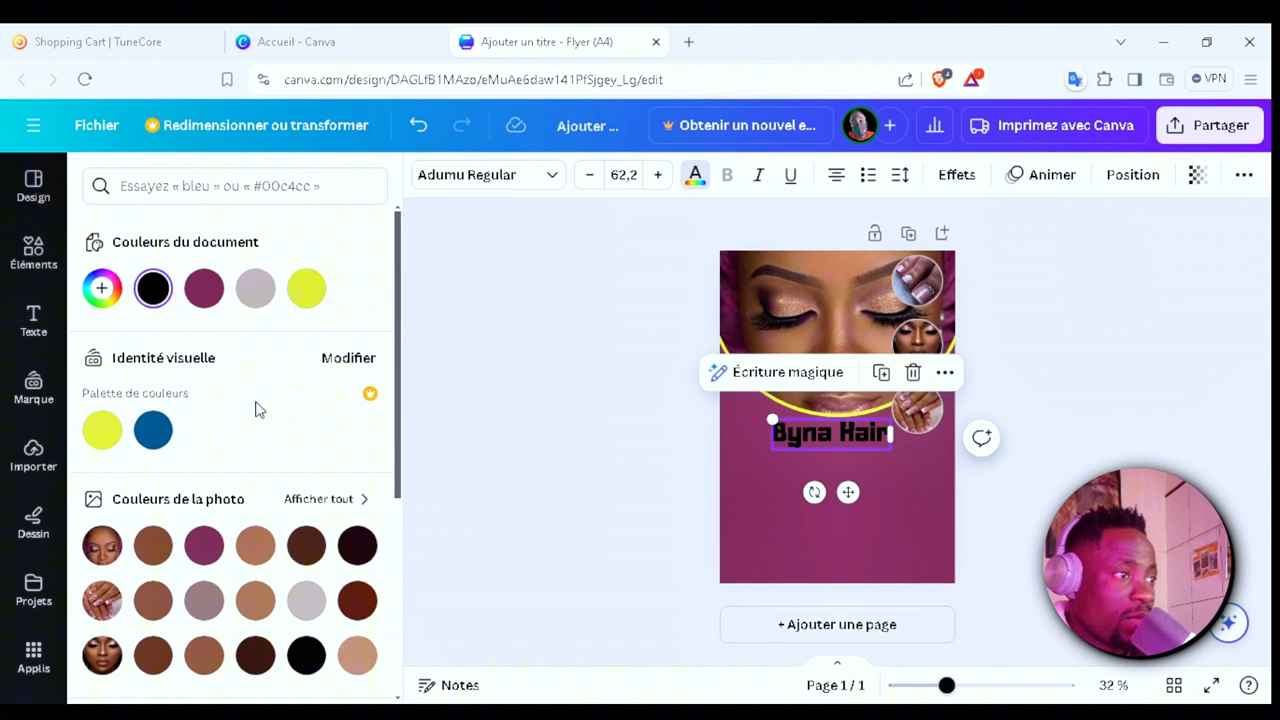 Shopping Cart | TuneCore
Accueil - Canva
Ajouter un titre - Flyer (A4)
canva.com/design/DAGLfB1MAzo/eMuAe6daw141PfSjgey_Lg/edit
4
1
VPN
Fichier
Redimensionner ou transformer
Ajouter ...
Obtenir un nouvel e...
Imprimez avec Canva
Partager
Design
Éléments
Texte
Marque
Importer
Dessin
Projets
Applis
Essayez « bleu » ou « #00c4cc »
Couleurs du document
Identité visuelle
Modifier
Palette de couleurs
Couleurs de la photo
Afficher tout
Adumu Regular
62,2
A
B
I
U
Effets
Animer
Position
Écriture magique
Byna Hair
+ Ajouter une page
Notes
Page 1 / 1
32 %